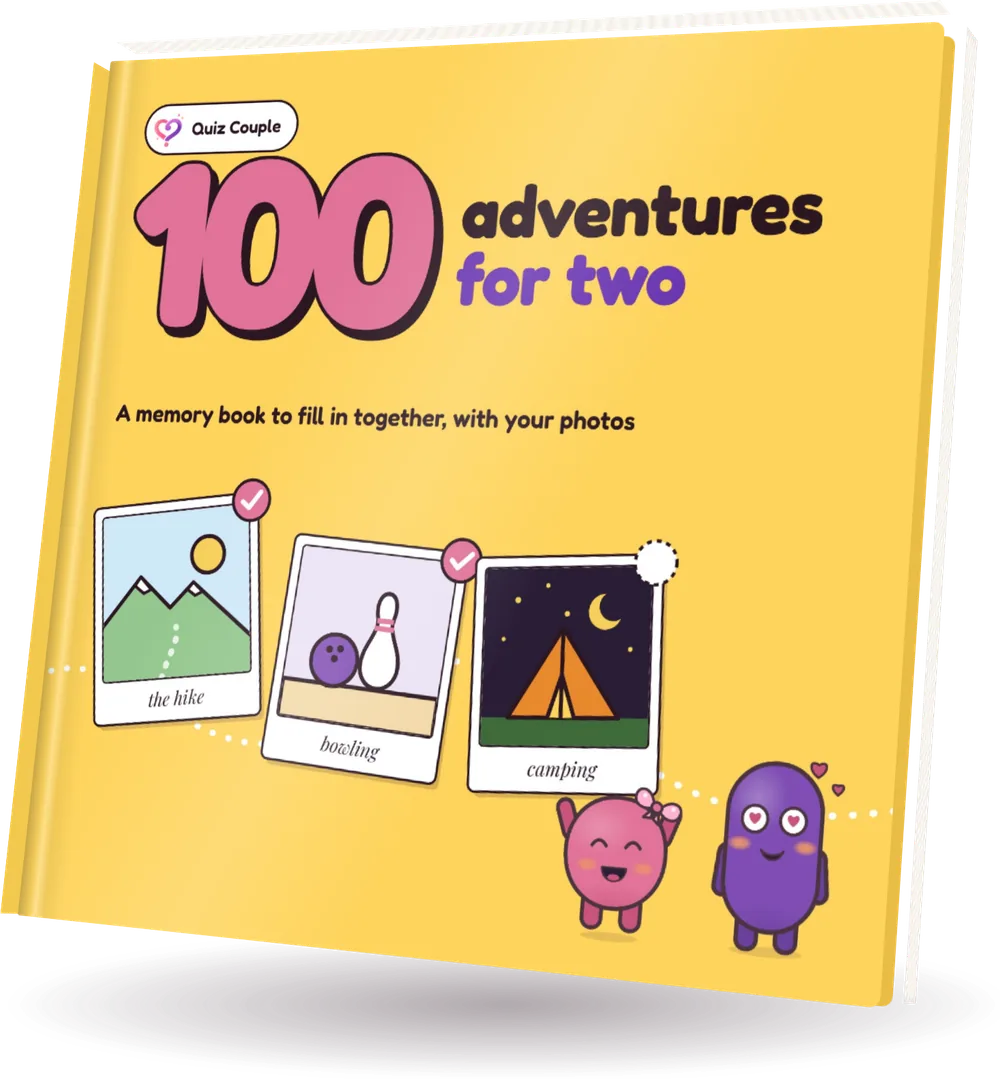 Quiz Couple
100
adventures
for two
A memory book to fill in together, with your photos
the hike
bowling
camping